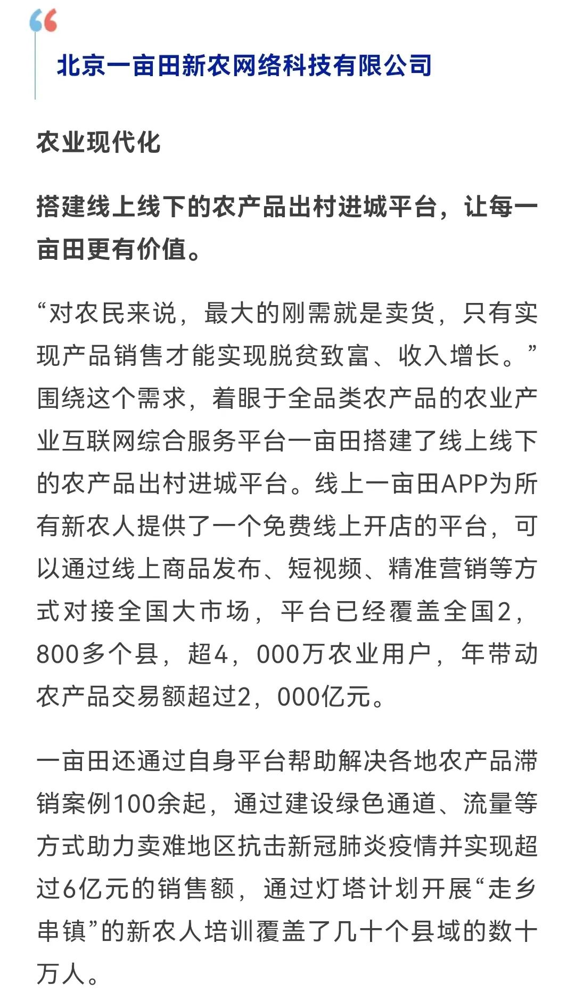 北京一亩田新农网络科技有限公司
农业现代化
搭建线上线下的农产品出村进城平台，让每一
亩田更有价值。
“对农民来说，最大的刚需就是卖货，只有实
现产品销售才能实现脱贫致富、收入增长。”
围绕这个需求，着眼于全品类农产品的农业产
业互联网综合服务平台一亩田搭建了线上线下
的农产品出村进城平台。线上一亩田APP为所
有新农人提供了一个免费线上开店的平台，可
以通过线上商品发布、短视频、精准营销等方
式对接全国大市场，平台已经覆盖全国2，
800多个县，超4，000万农业用户，年带动
农产品交易额超过2，000亿元。
一亩田还通过自身平台帮助解决各地农产品滞
销案例100余起，通过建设绿色通道、流量等
方式助力卖难地区抗击新冠肺炎疫情并实现超
过6亿元的销售额，通过灯塔计划开展“走乡
串镇”的新农人培训覆盖了几十个县域的数十
万人。